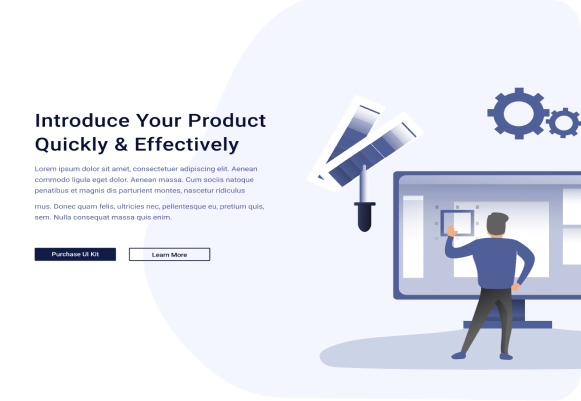 Introduce Your Product
Quickly & Effectively
Lorem ipsum dolor sit amet, consectetuer adipiscing elit. Aenean
commodo ligula eget dolor. Aenean massa. Cum sociis natoque
penatibus et magnis dis parturient montes, nascetur ridiculus
mus. Donec quam felis, ultricies nec, pellentesque eu, pretium quis,
sem. Nulla consequat massa quis enim.
Purchase UI Kit
Learn More